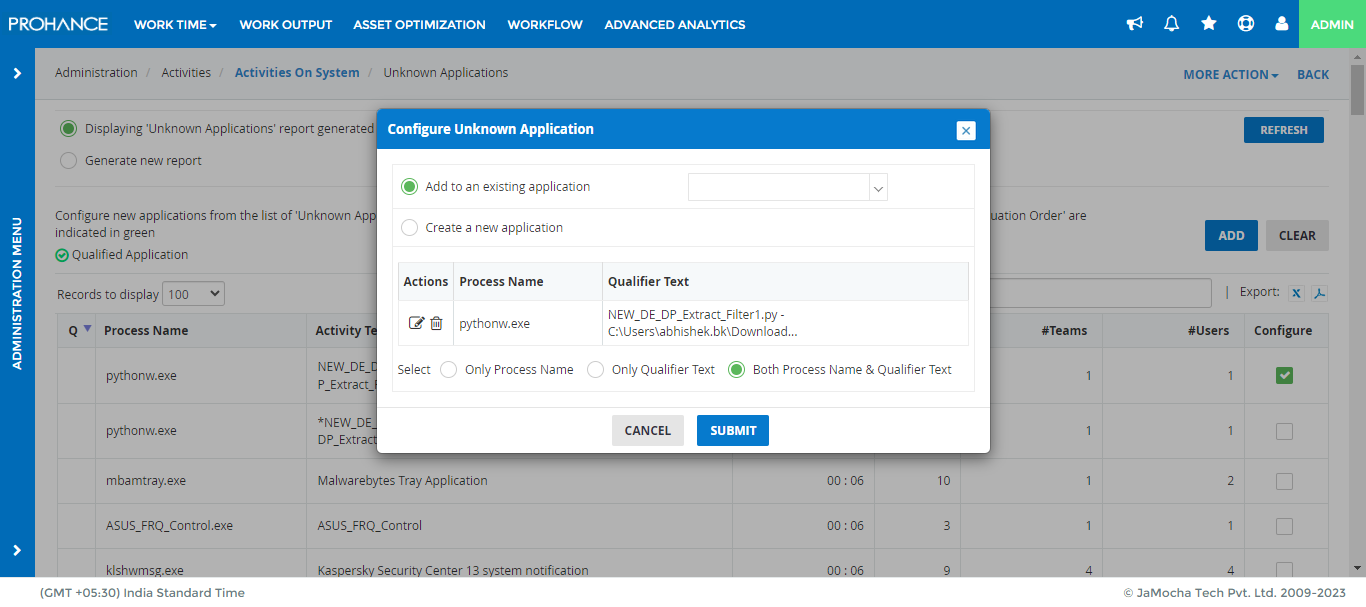 PROHANCE WORK TIME WORK OUTPUT ASSET OPTIMIZATION WORKFLOW ADVANCED ANALYTICS ADMIN
Administration / Activities / Activities On System / Unknown Applications MORE ACTION BACK
Displaying 'Unknown Applications' report generated
REFRESH
Generate new report
Configure Unknown Application
Add to an existing application
Create a new application
Actions Process Name Qualifier Text
pythonw.exe
NEW_DE_DP_Extract_Filter1.py -
C:\Users\abhishek.bk\Download...
Select Only Process Name Only Qualifier Text Both Process Name & Qualifier Text
CANCEL SUBMIT
Configure new applications from the list of 'Unknown App uation Order' are
indicated in green
Qualified Application
ADD CLEAR
Records to display 100 | Export:
Q Process Name Activity Te #Teams #Users Configure
pythonw.exe NEW_DE_D 1 1
P_Extract_F
pythonw.exe *NEW_DE_ 1 1
DP_Extract
mbamtray.exe Malwarebytes Tray Application 00 : 06 10 1 2
ASUS_FRQ_Control.exe ASUS_FRQ_Control 00 : 06 3 1 1
klshwmsg.exe Kaspersky Security Center 13 system notification 00 : 06 9 4 4
ADMINISTRATION MENU
(GMT +05:30) India Standard Time © JaMocha Tech Pvt. Ltd. 2009-2023